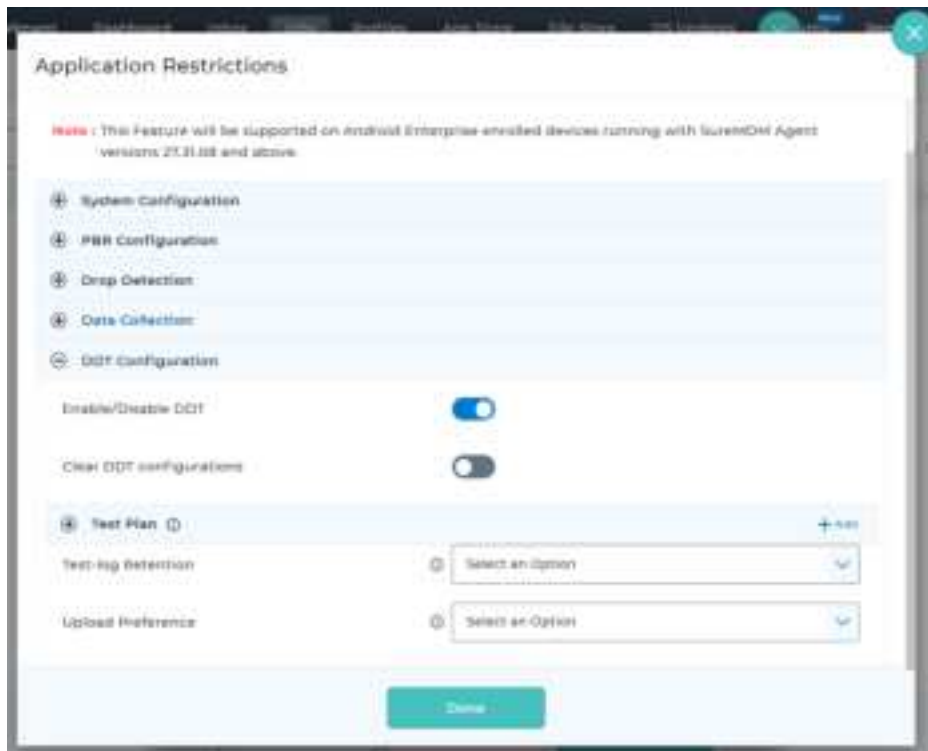 Application Restrictions
Note : This Feature will be supported on Android Enterprise enrolled devices running with SureMDM Agent
versions 27.31.08 and above.
System Configuration
PBR Configuration
Drop Detection
Data Collection
DDT Configuration
Enable/Disable DDT
Clear DDT configurations
Test Plan
+ Add
Test-log Retention
Select an Option
Upload Preference
Select an Option
Done